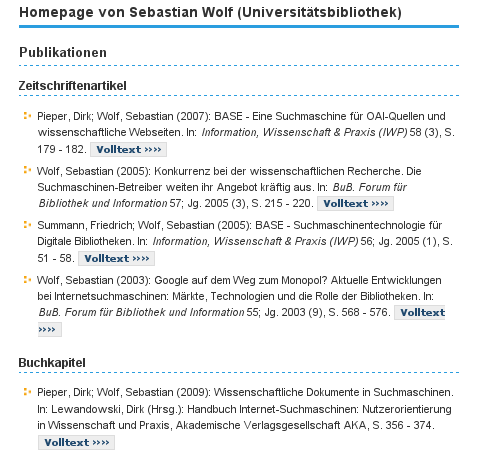 Homepage von Sebastian Wolf (Universitätsbibliothek)
Publikationen
Zeitschriftenartikel
Pieper, Dirk; Wolf, Sebastian (2007): BASE - Eine Suchmaschine für OAI-Quellen und
wissenschaftliche Webseiten. In: Information, Wissenschaft & Praxis (IWP) 58 (3), S.
179 - 182. Volltext »»»
Wolf, Sebastian (2005): Konkurrenz bei der wissenschaftlichen Recherche. Die
Suchmaschinen-Betreiber weiten ihr Angebot kräftig aus. In: BuB. Forum für
Bibliothek und Information 57; Jg. 2005 (3), S. 215 - 220. Volltext »»»
Summann, Friedrich; Wolf, Sebastian (2005): BASE - Suchmaschinentechnologie für
Digitale Bibliotheken. In: Information, Wissenschaft & Praxis (IWP) 56; Jg. 2005 (1), S.
51 - 58. Volltext »»»
Wolf, Sebastian (2003): Google auf dem Weg zum Monopol? Aktuelle Entwicklungen
bei Internetsuchmaschinen: Märkte, Technologien und die Rolle der Bibliotheken. In:
BuB. Forum für Bibliothek und Information 55; Jg. 2003 (9), S. 568 - 576. Volltext
»»»
Buchkapitel
Pieper, Dirk; Wolf, Sebastian (2009): Wissenschaftliche Dokumente in Suchmaschinen.
In: Lewandowski, Dirk (Hrsg.): Handbuch Internet-Suchmaschinen: Nutzerorientierung
in Wissenschaft und Praxis, Akademische Verlagsgesellschaft AKA, S. 356 - 374.
Volltext »»»